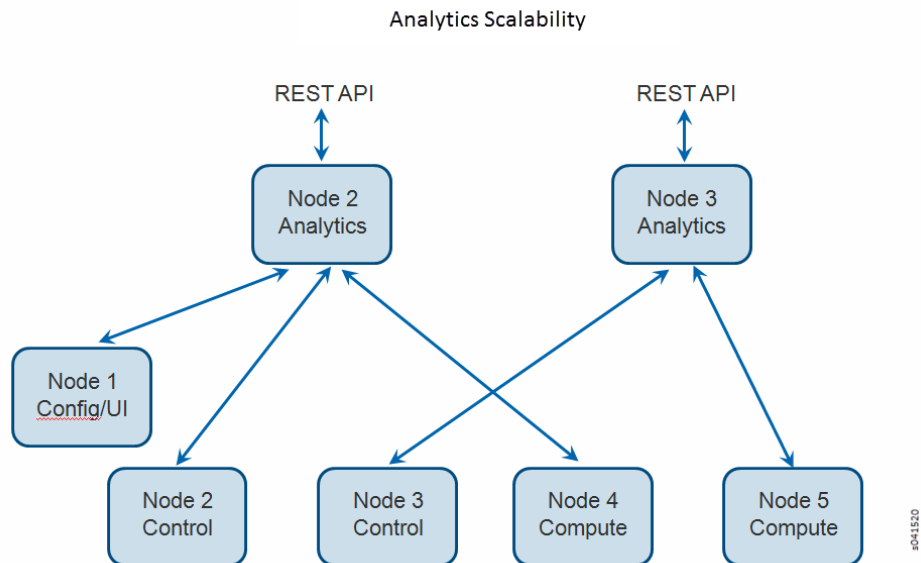 Analytics Scalability
REST API
REST API
Node 2
Analytics
Node 3
Analytics
Node 1
Config/UI
Node 2
Control
Node 3
Control
Node 4
Compute
Node 5
Compute
s041520